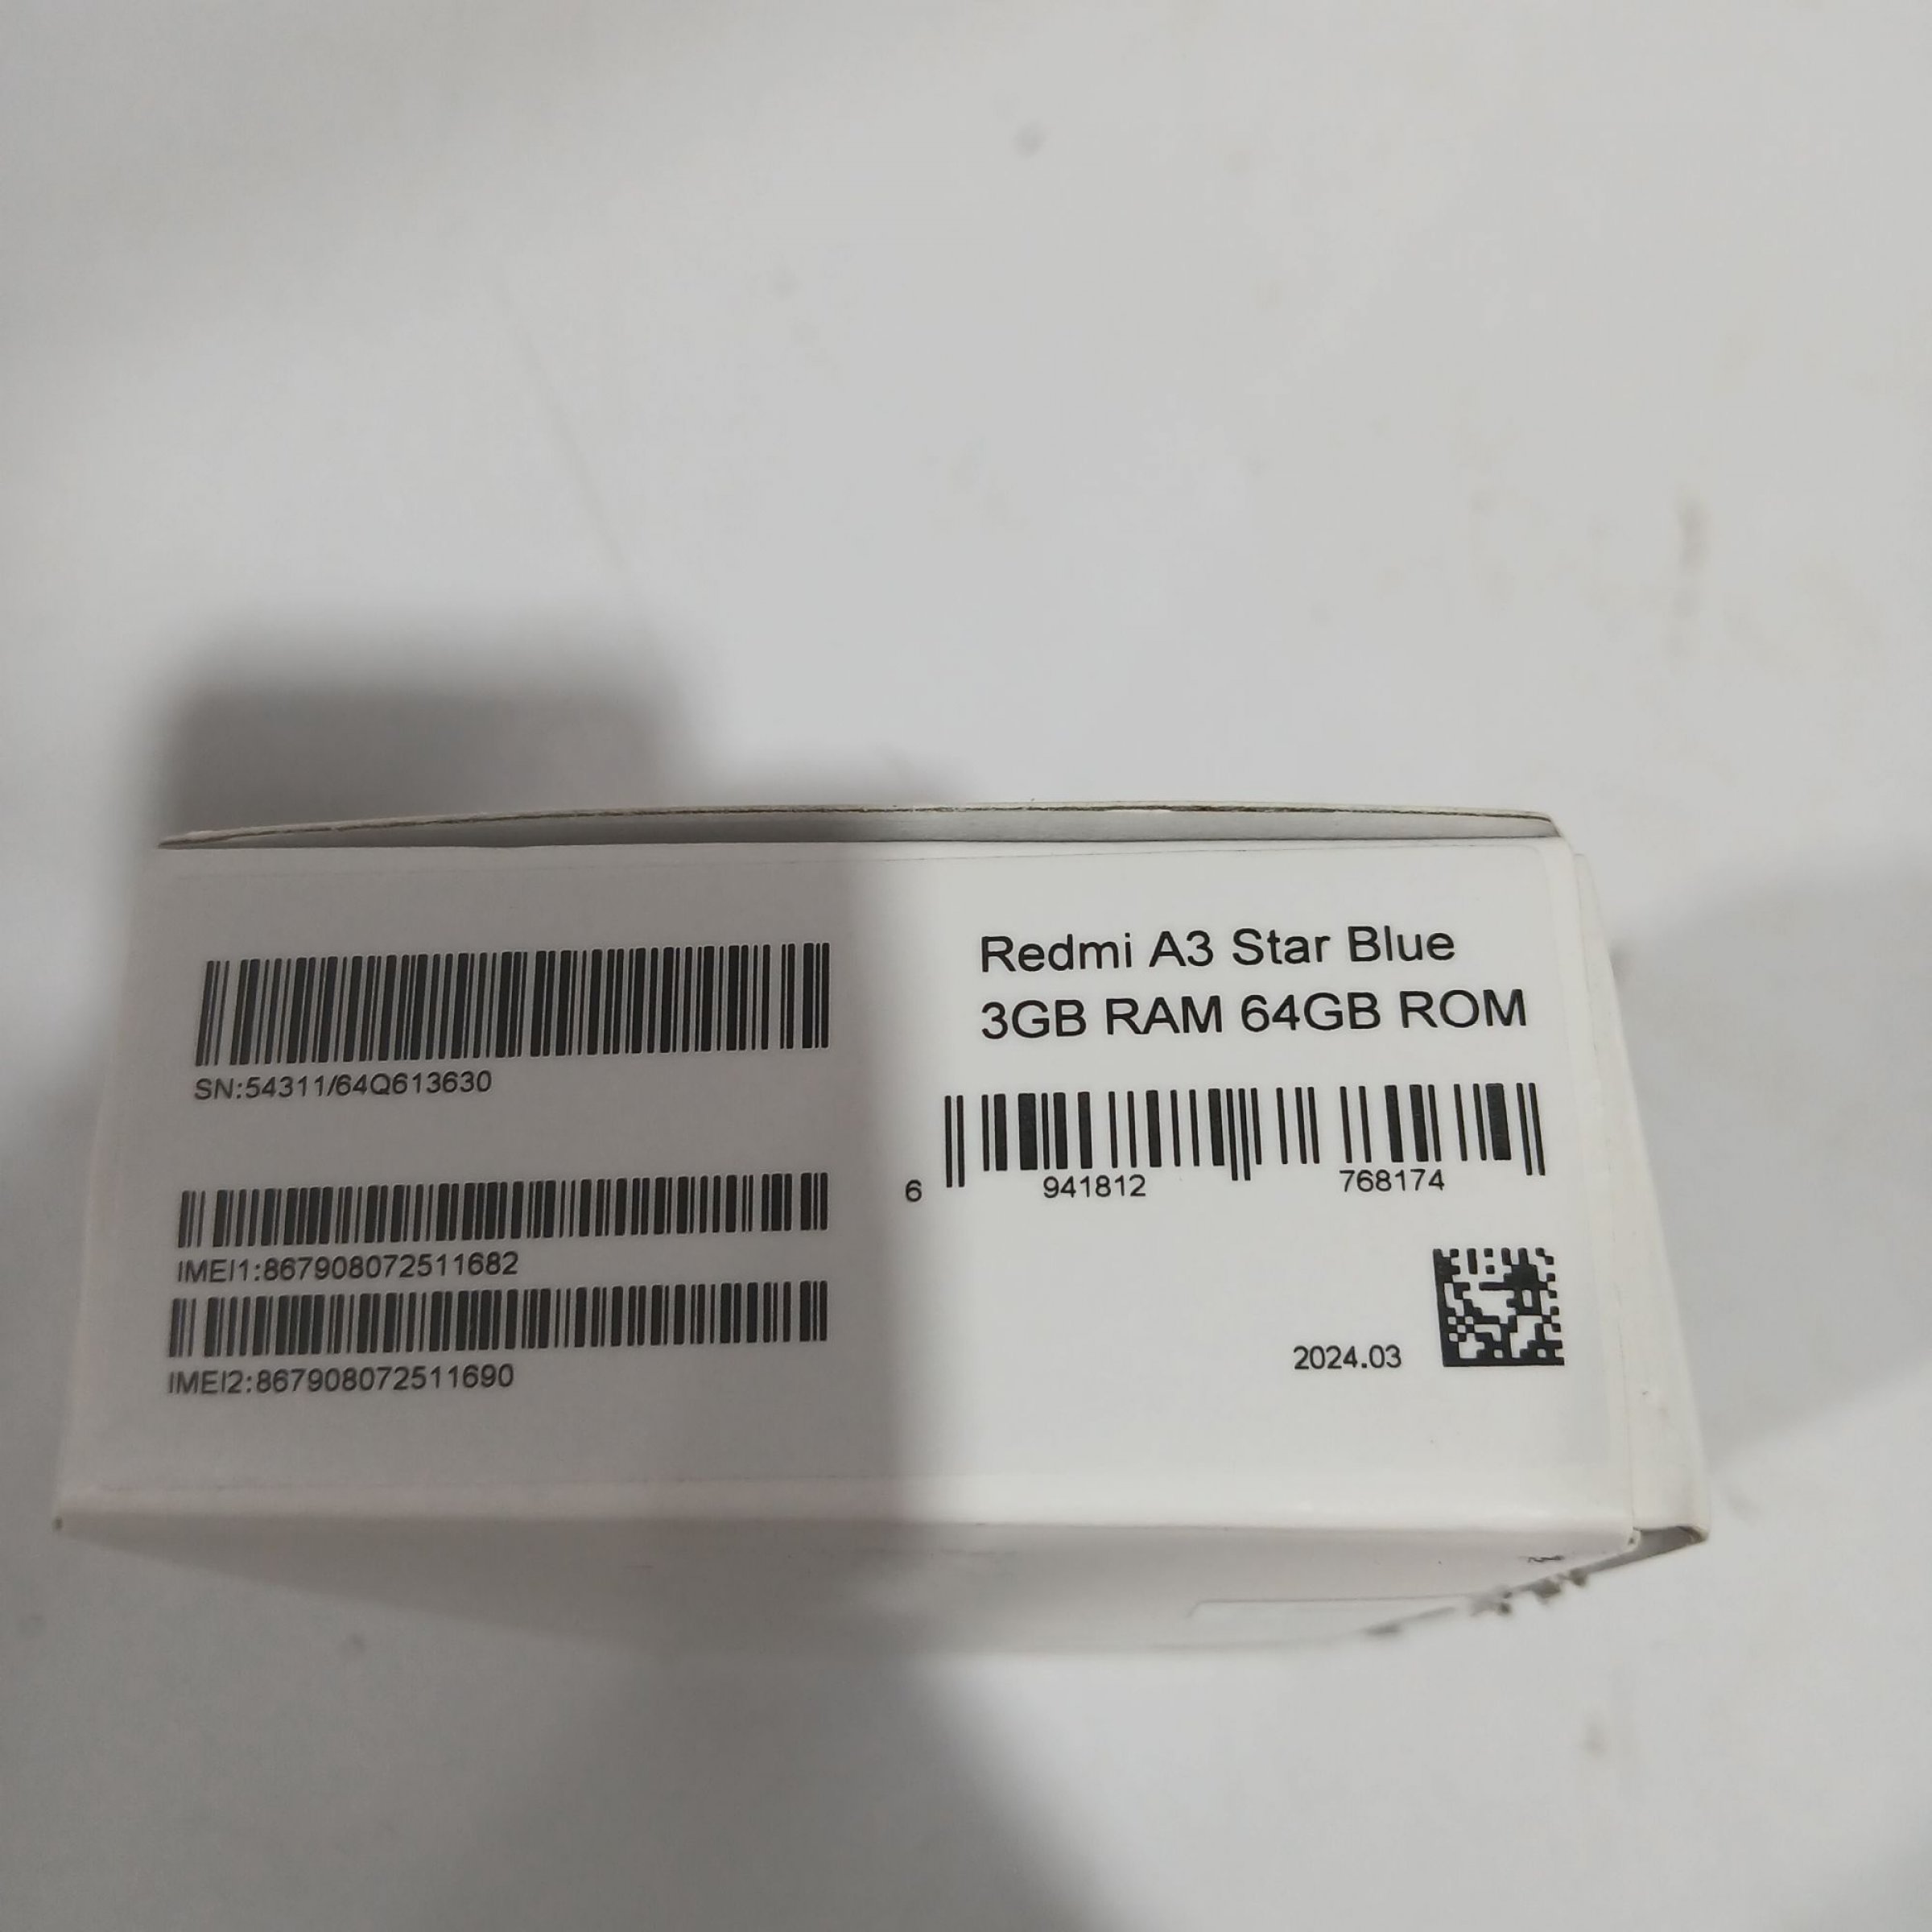 SN:54311/64Q613630
IMEI1:867908072511682
IMEI2:867908072511690
Redmi A3 Star Blue
3GB RAM 64GB ROM
6 941812 768174
2024.03